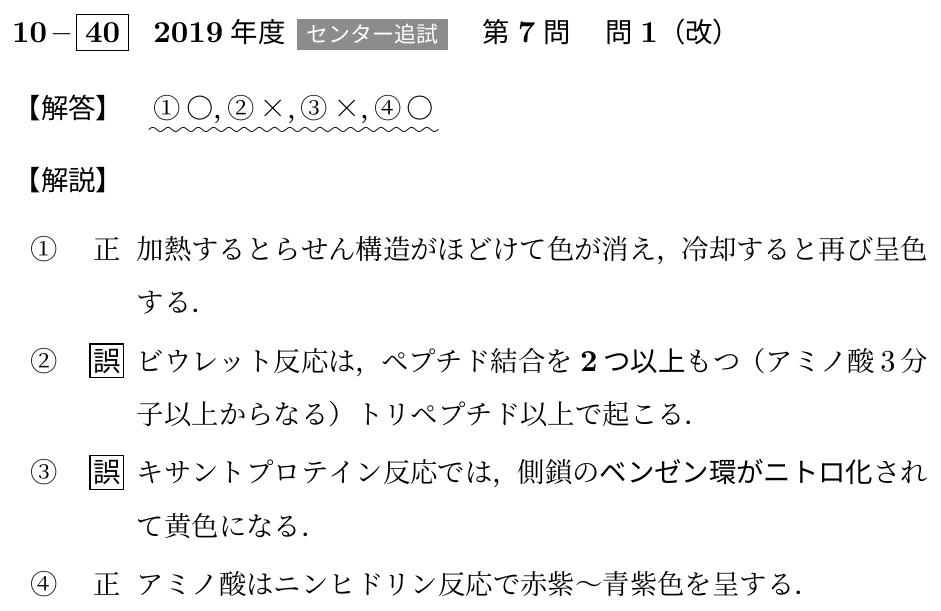 10－40 2019年度 センター追試 第7問 問1（改）
【解答】 ①○，②×，③×，④○
【解説】
① 正 加熱するとらせん構造がほどけて色が消え，冷却すると再び呈色
する．
② 誤 ビウレット反応は，ペプチド結合を2つ以上もつ（アミノ酸3分
子以上からなる）トリペプチド以上で起こる．
③ 誤 キサントプロテイン反応では，側鎖のベンゼン環がニトロ化され
て黄色になる．
④ 正 アミノ酸はニンヒドリン反応で赤紫～青紫色を呈する．